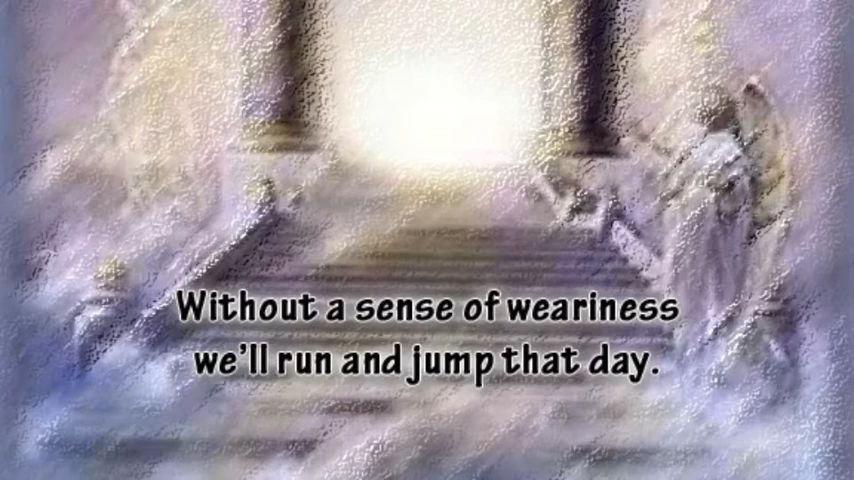 Without a sense of weariness
we'll run and jump that day.